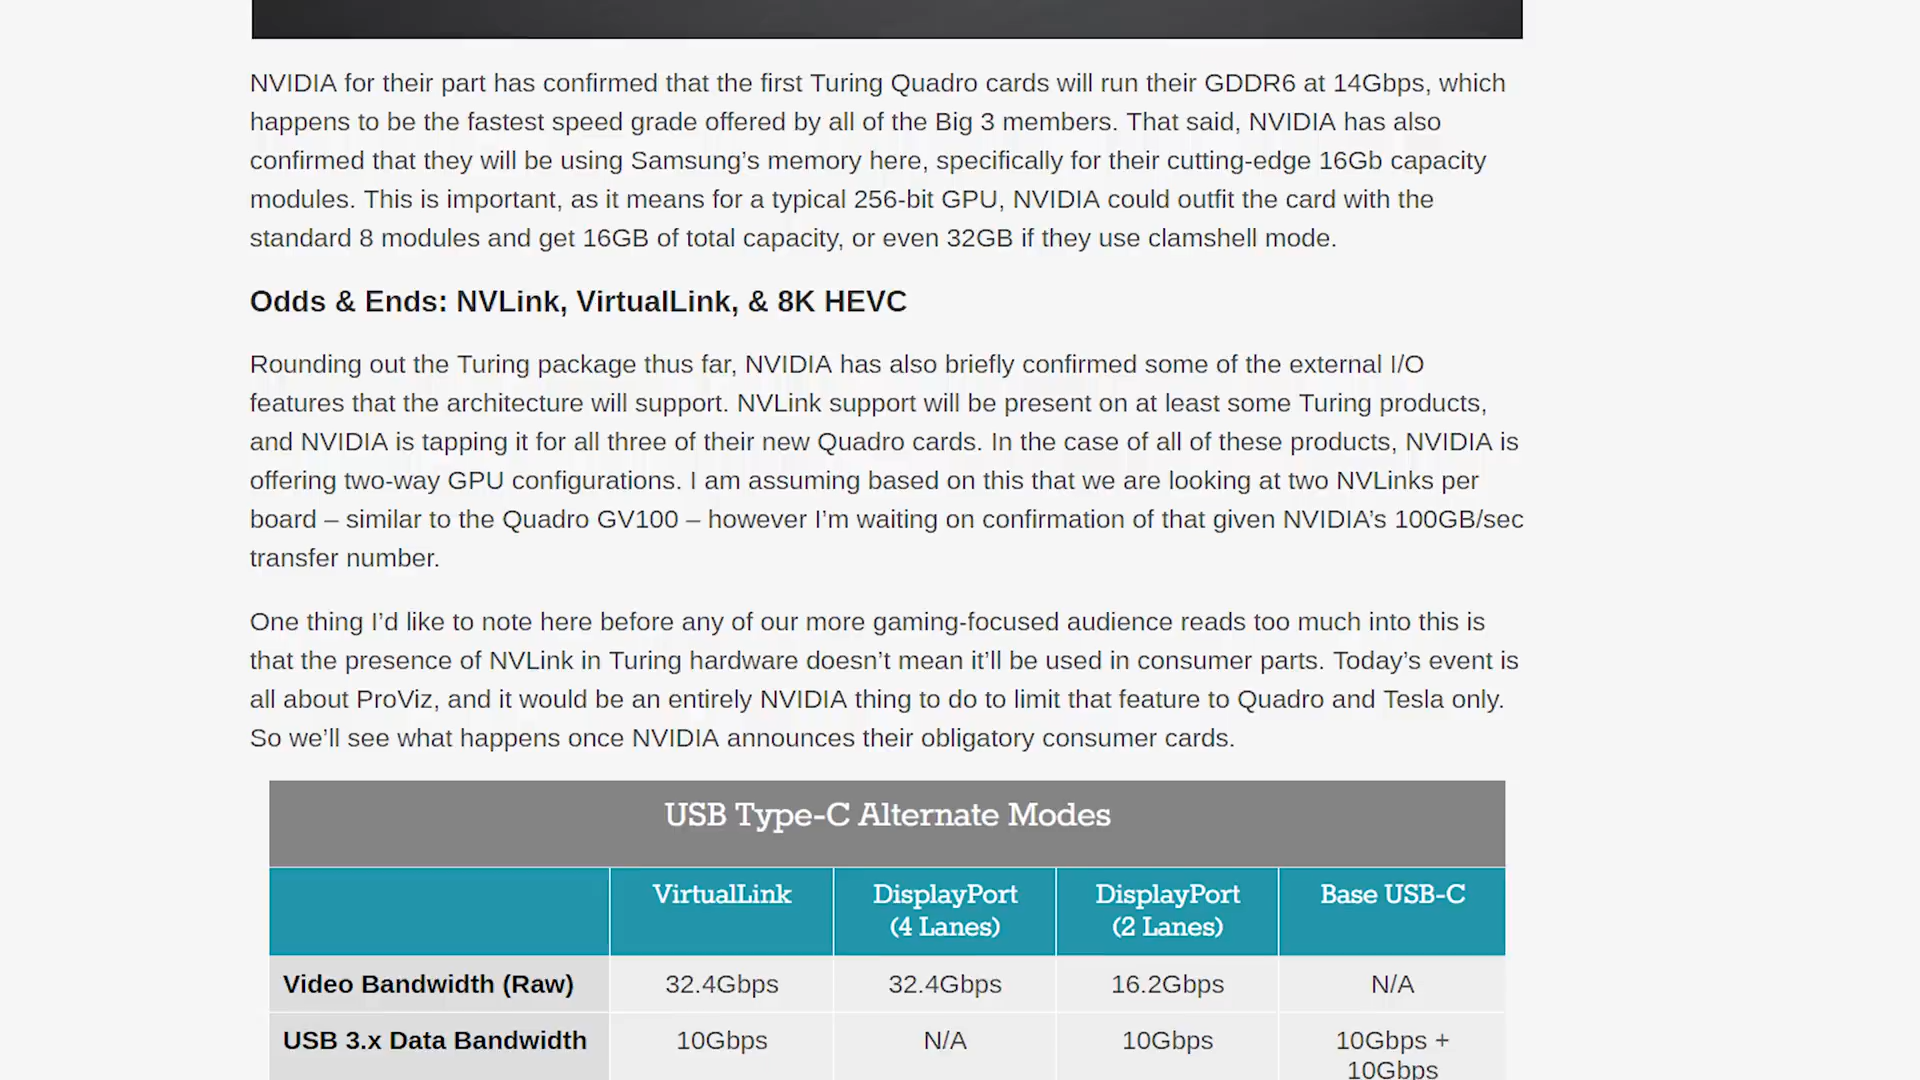 NVIDIA for their part has confirmed that the first Turing Quadro cards will run their GDDR6 at 14Gbps, which
happens to be the fastest speed grade offered by all of the Big 3 members. That said, NVIDIA has also
confirmed that they will be using Samsung’s memory here, specifically for their cutting-edge 16Gb capacity
modules. This is important, as it means for a typical 256-bit GPU, NVIDIA could outfit the card with the
standard 8 modules and get 16GB of total capacity, or even 32GB if they use clamshell mode.
Odds & Ends: NVLink, VirtualLink, & 8K HEVC
Rounding out the Turing package thus far, NVIDIA has also briefly confirmed some of the external I/O
features that the architecture will support. NVLink support will be present on at least some Turing products,
and NVIDIA is tapping it for all three of their new Quadro cards. In the case of all of these products, NVIDIA is
offering two-way GPU configurations. I am assuming based on this that we are looking at two NVLinks per
board – similar to the Quadro GV100 – however I’m waiting on confirmation of that given NVIDIA’s 100GB/sec
transfer number.
One thing I’d like to note here before any of our more gaming-focused audience reads too much into this is
that the presence of NVLink in Turing hardware doesn’t mean it’ll be used in consumer parts. Today’s event is
all about ProViz, and it would be an entirely NVIDIA thing to do to limit that feature to Quadro and Tesla only.
So we’ll see what happens once NVIDIA announces their obligatory consumer cards.
USB Type-C Alternate Modes
VirtualLink DisplayPort (4 Lanes) DisplayPort (2 Lanes) Base USB-C
Video Bandwidth (Raw) 32.4Gbps 32.4Gbps 16.2Gbps N/A
USB 3.x Data Bandwidth 10Gbps N/A 10Gbps 10Gbps + 10Gbps